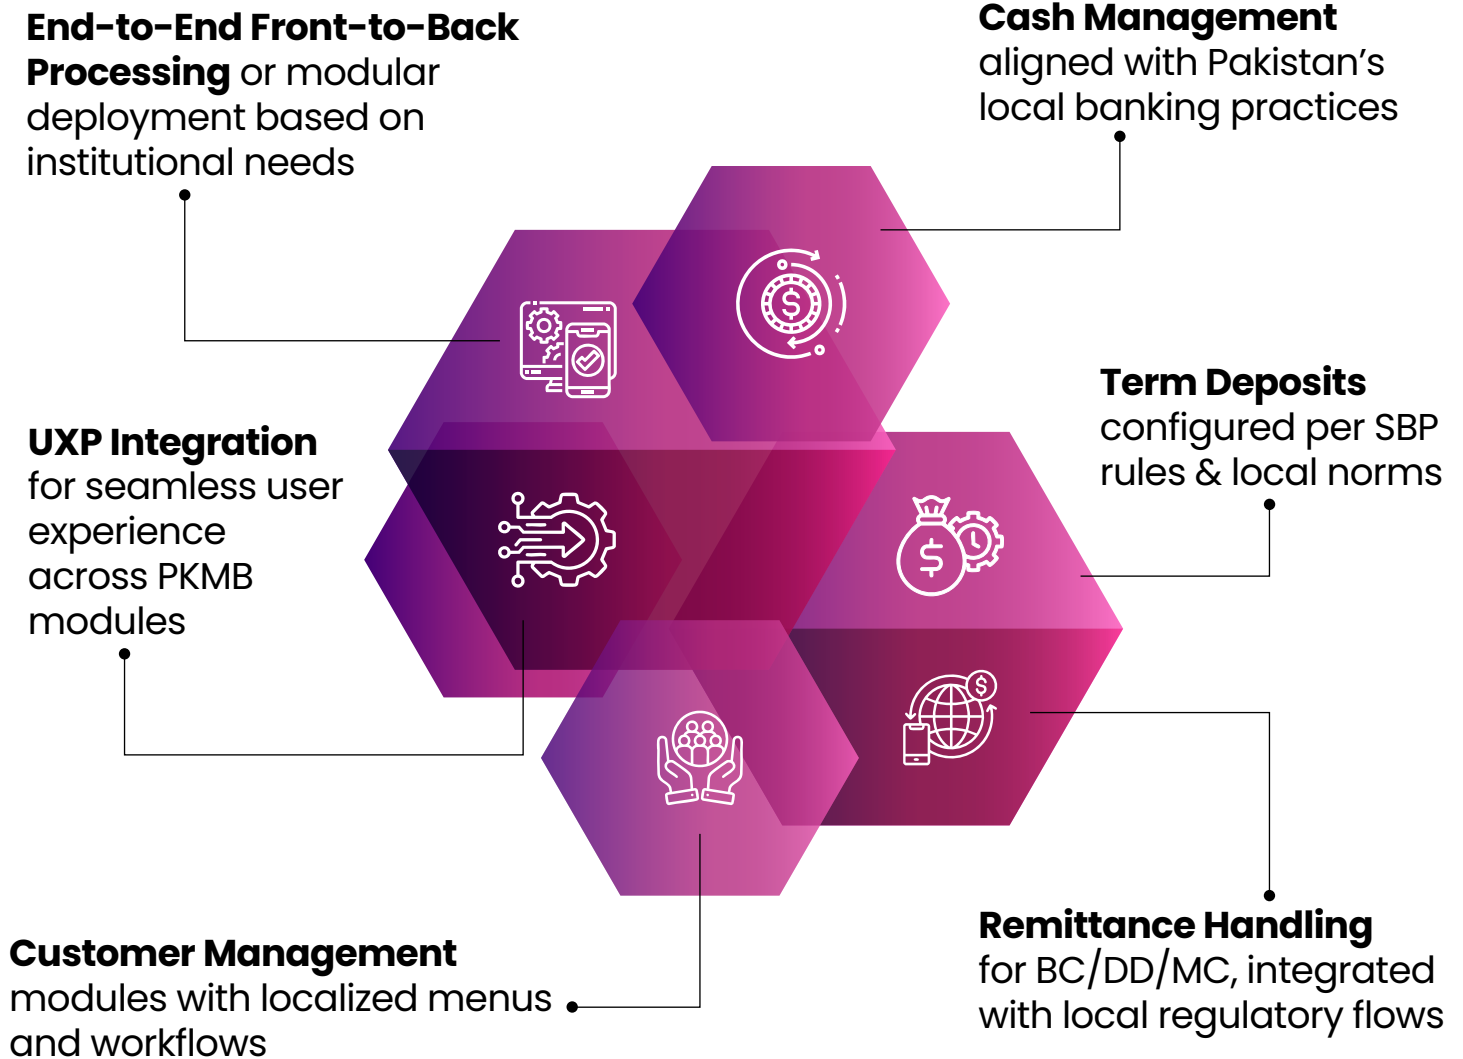 End-to-End Front-to-Back
Processing or modular
deployment based on
institutional needs
Cash Management
aligned with Pakistan’s
local banking practices
Term Deposits
configured per SBP
rules & local norms
UXP Integration
for seamless user
experience
across PKMB
modules
Remittance Handling
for BC/DD/MC, integrated
with local regulatory flows
Customer Management
modules with localized menus
and workflows